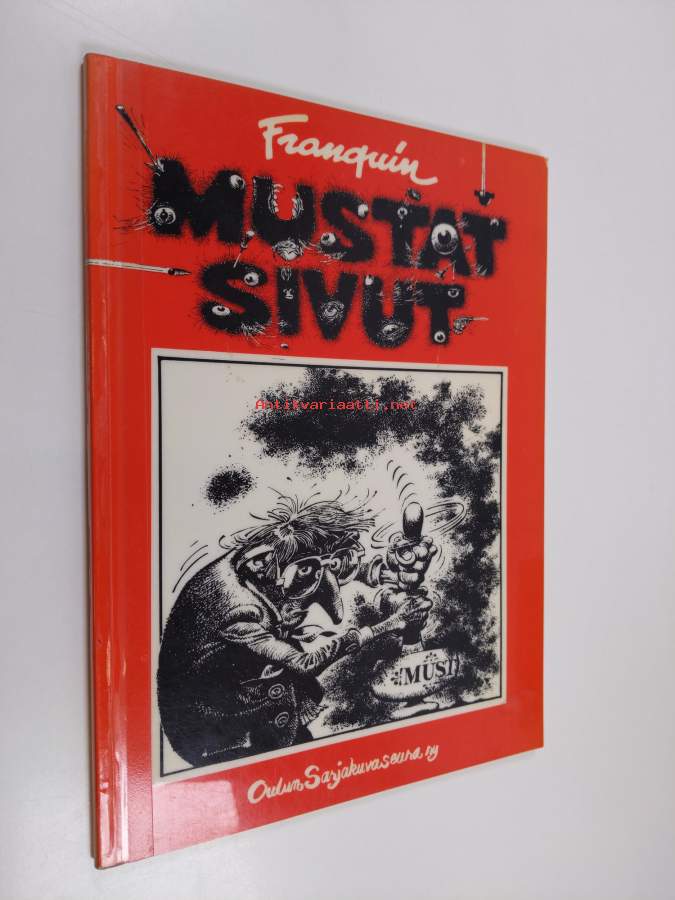 Franquin
MUSTAT
SIVUT
Antikvariaatti.net
MUST
Oulun Sarjakuvaseura ry